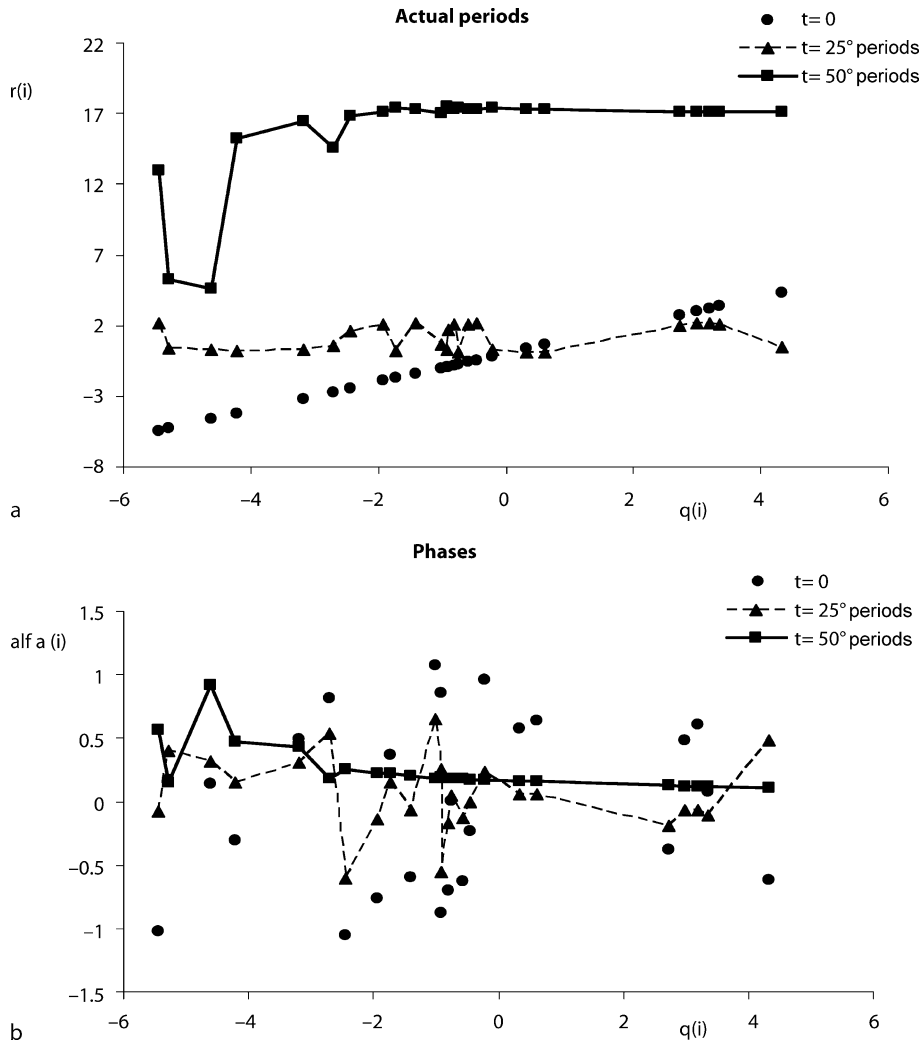 Actual periods
t= 0
t= 25° periods
t= 50° periods
r(i)
22
17
12
7
2
–3
–8
–6
–4
–2
0
2
4
6
q(i)
a
Phases
t= 0
t= 25° periods
t= 50° periods
alf a (i)
1.5
1
0.5
0
–0.5
–1
–1.5
–6
–4
–2
0
2
4
6
q(i)
b